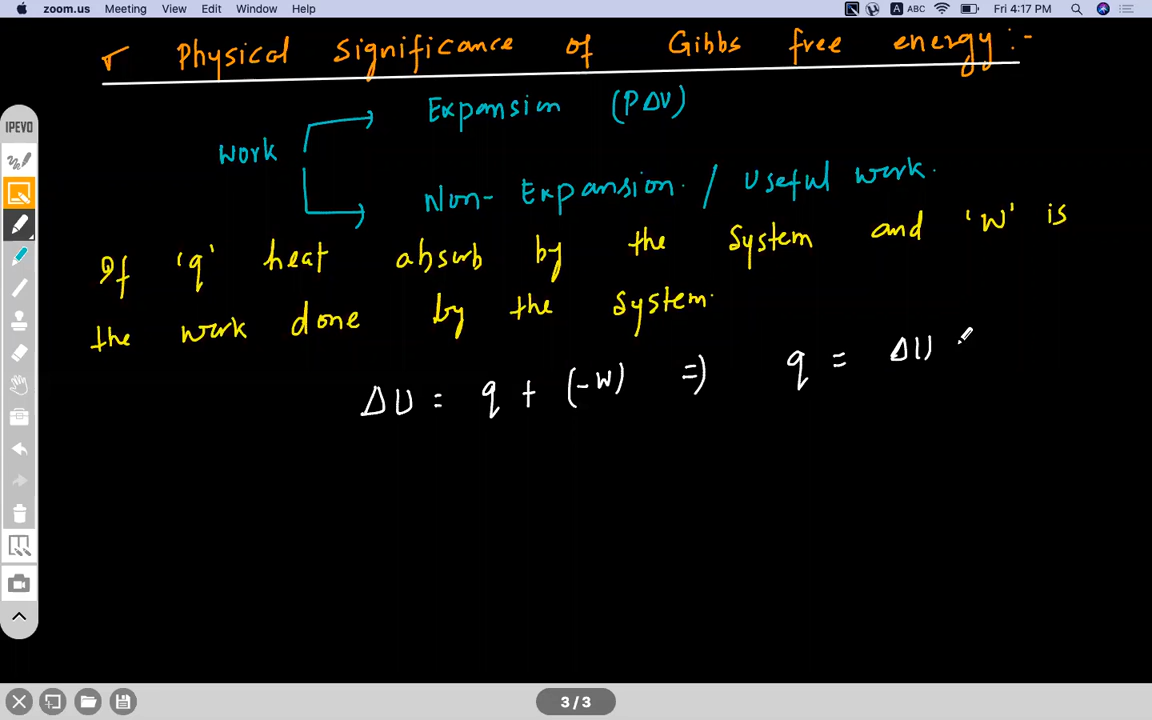 zoom.us Meeting View Edit Window Help ABC Fri 4:17 PM
Physical significance of Gibbs free energy :-
IPEVO
Expansion (PΔV)
Work
Non-Expansion / Useful work.
If 'q' heat absorb by the system and 'w' is
the work done by the system.
ΔU = q + (-w) => q = ΔU
3/3